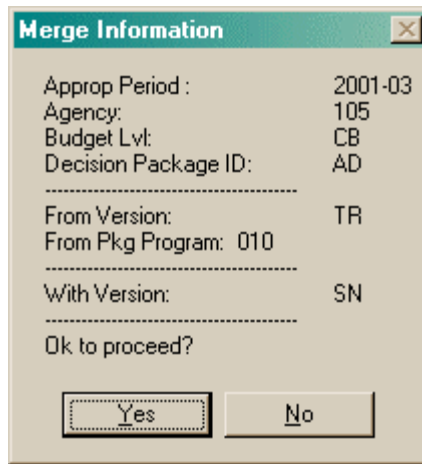 Merge Information
Approp Period : 2001-03
Agency: 105
Budget Lvl: CB
Decision Package ID: AD
----------------------------------------
From Version: TR
From Pkg Program: 010
----------------------------------------
With Version: SN
----------------------------------------
Ok to proceed?
Yes No